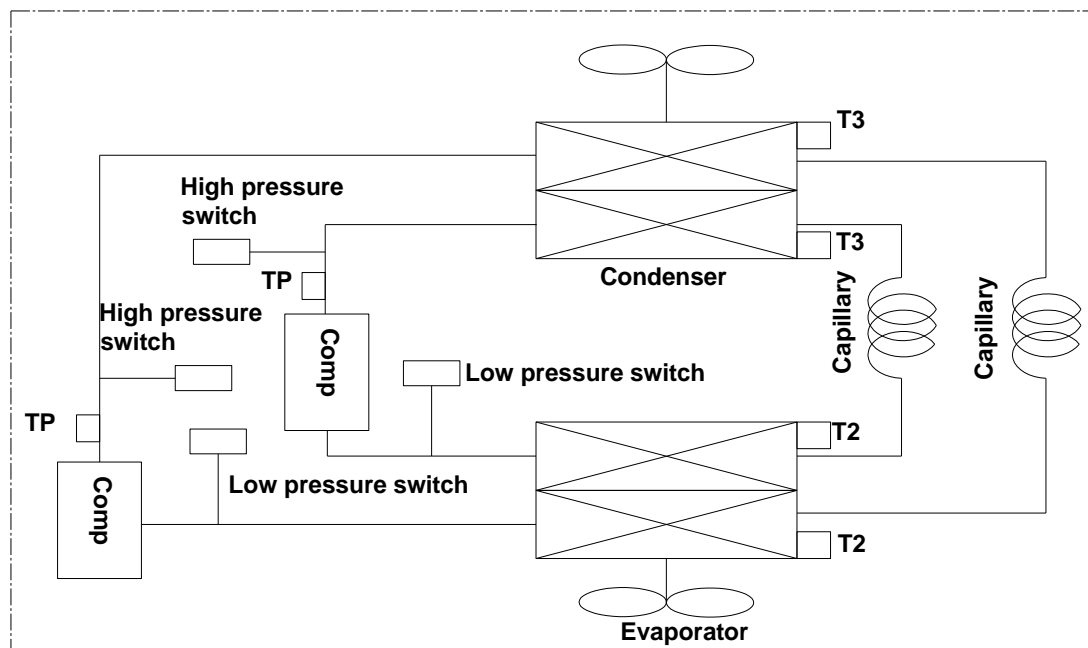 T3
High pressure
switch
T3
TP
Condenser
High pressure
switch
Comp
Capillary
Capillary
Low pressure switch
TP
T2
Comp
Low pressure switch
T2
Evaporator